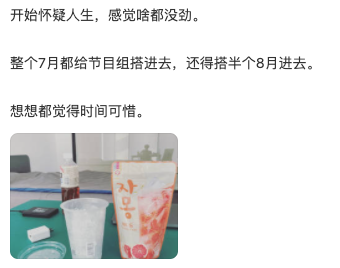 开始怀疑人生，感觉啥都没劲。
整个7月都给节目组搭进去，还得搭半个8月进去。
想想都觉得时间可惜。
자몽